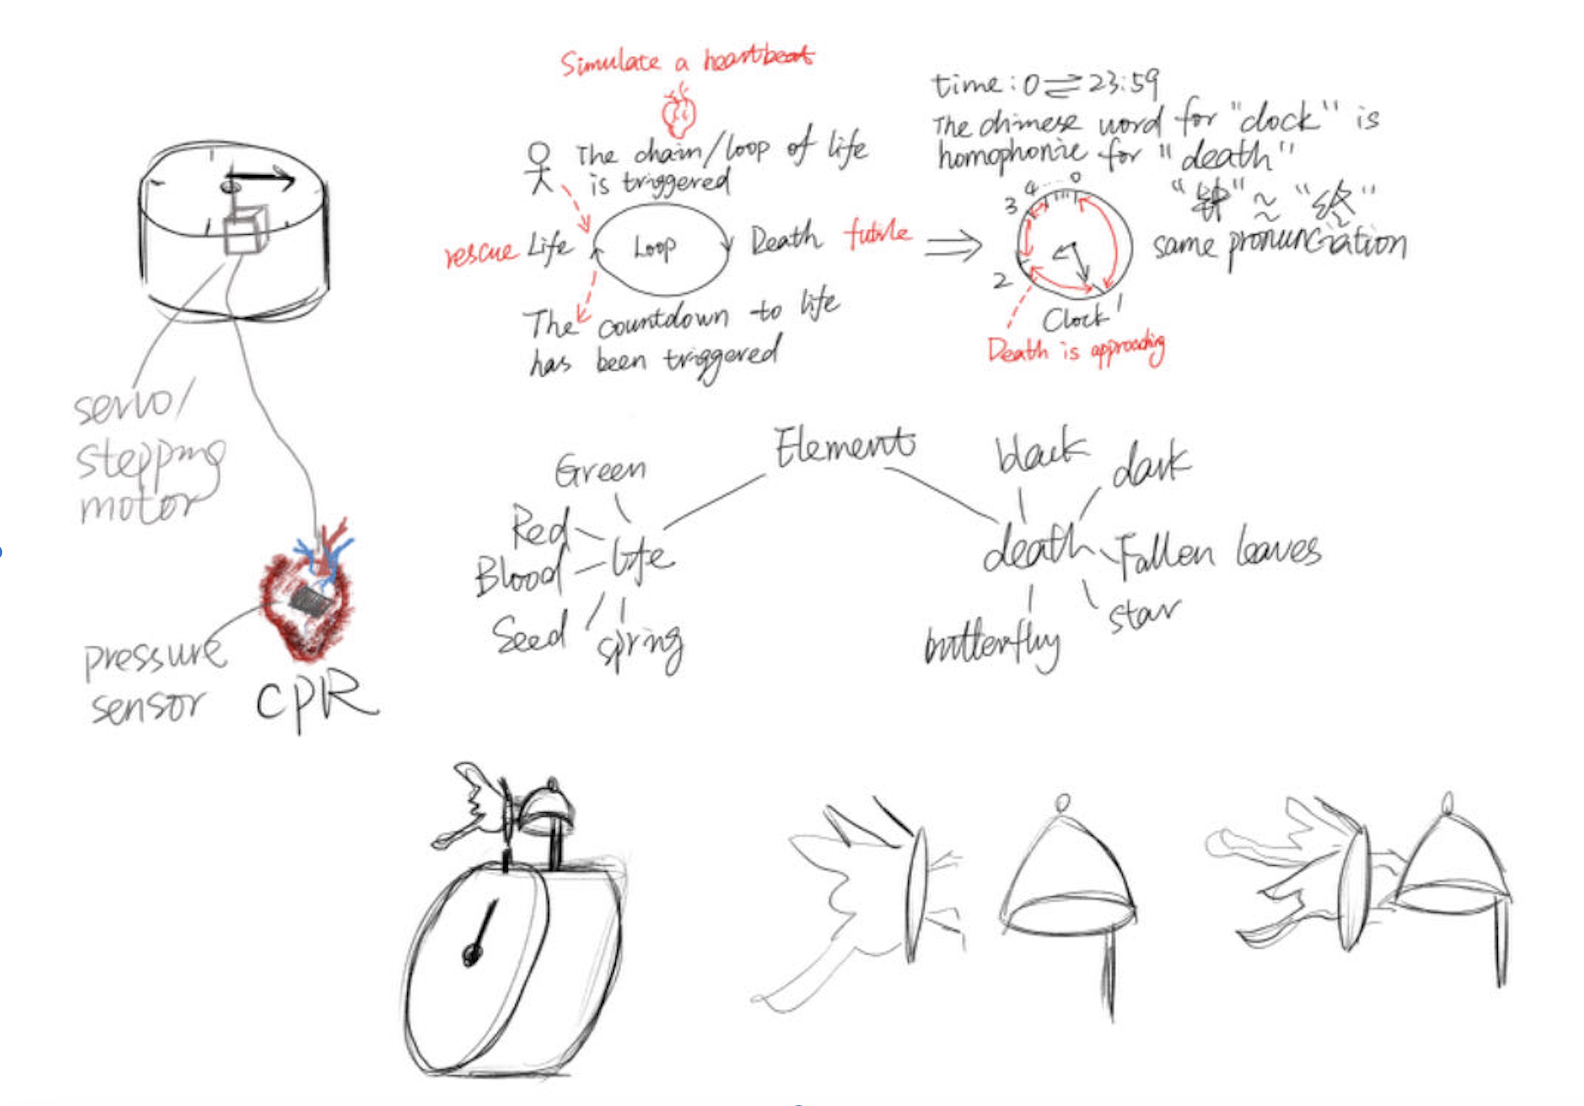 Simulate a heartbeat
The chain/loop of life
is triggered
rescue Life
Loop
Death futile
The countdown to life
has been triggered
time: 0 ⇌ 23:59
The chinese word for "clock" is
homophonic for "death"
"钟" ~ "终"
~
same pronunciation
4 ... 0
3
2
1
Clock
Death is approaching
servo/
stepping
motor
pressure
sensor
CPR
Element
Green
Red
Blood
life
Seed
spring
black
dark
death
Fallen leaves
star
butterfly